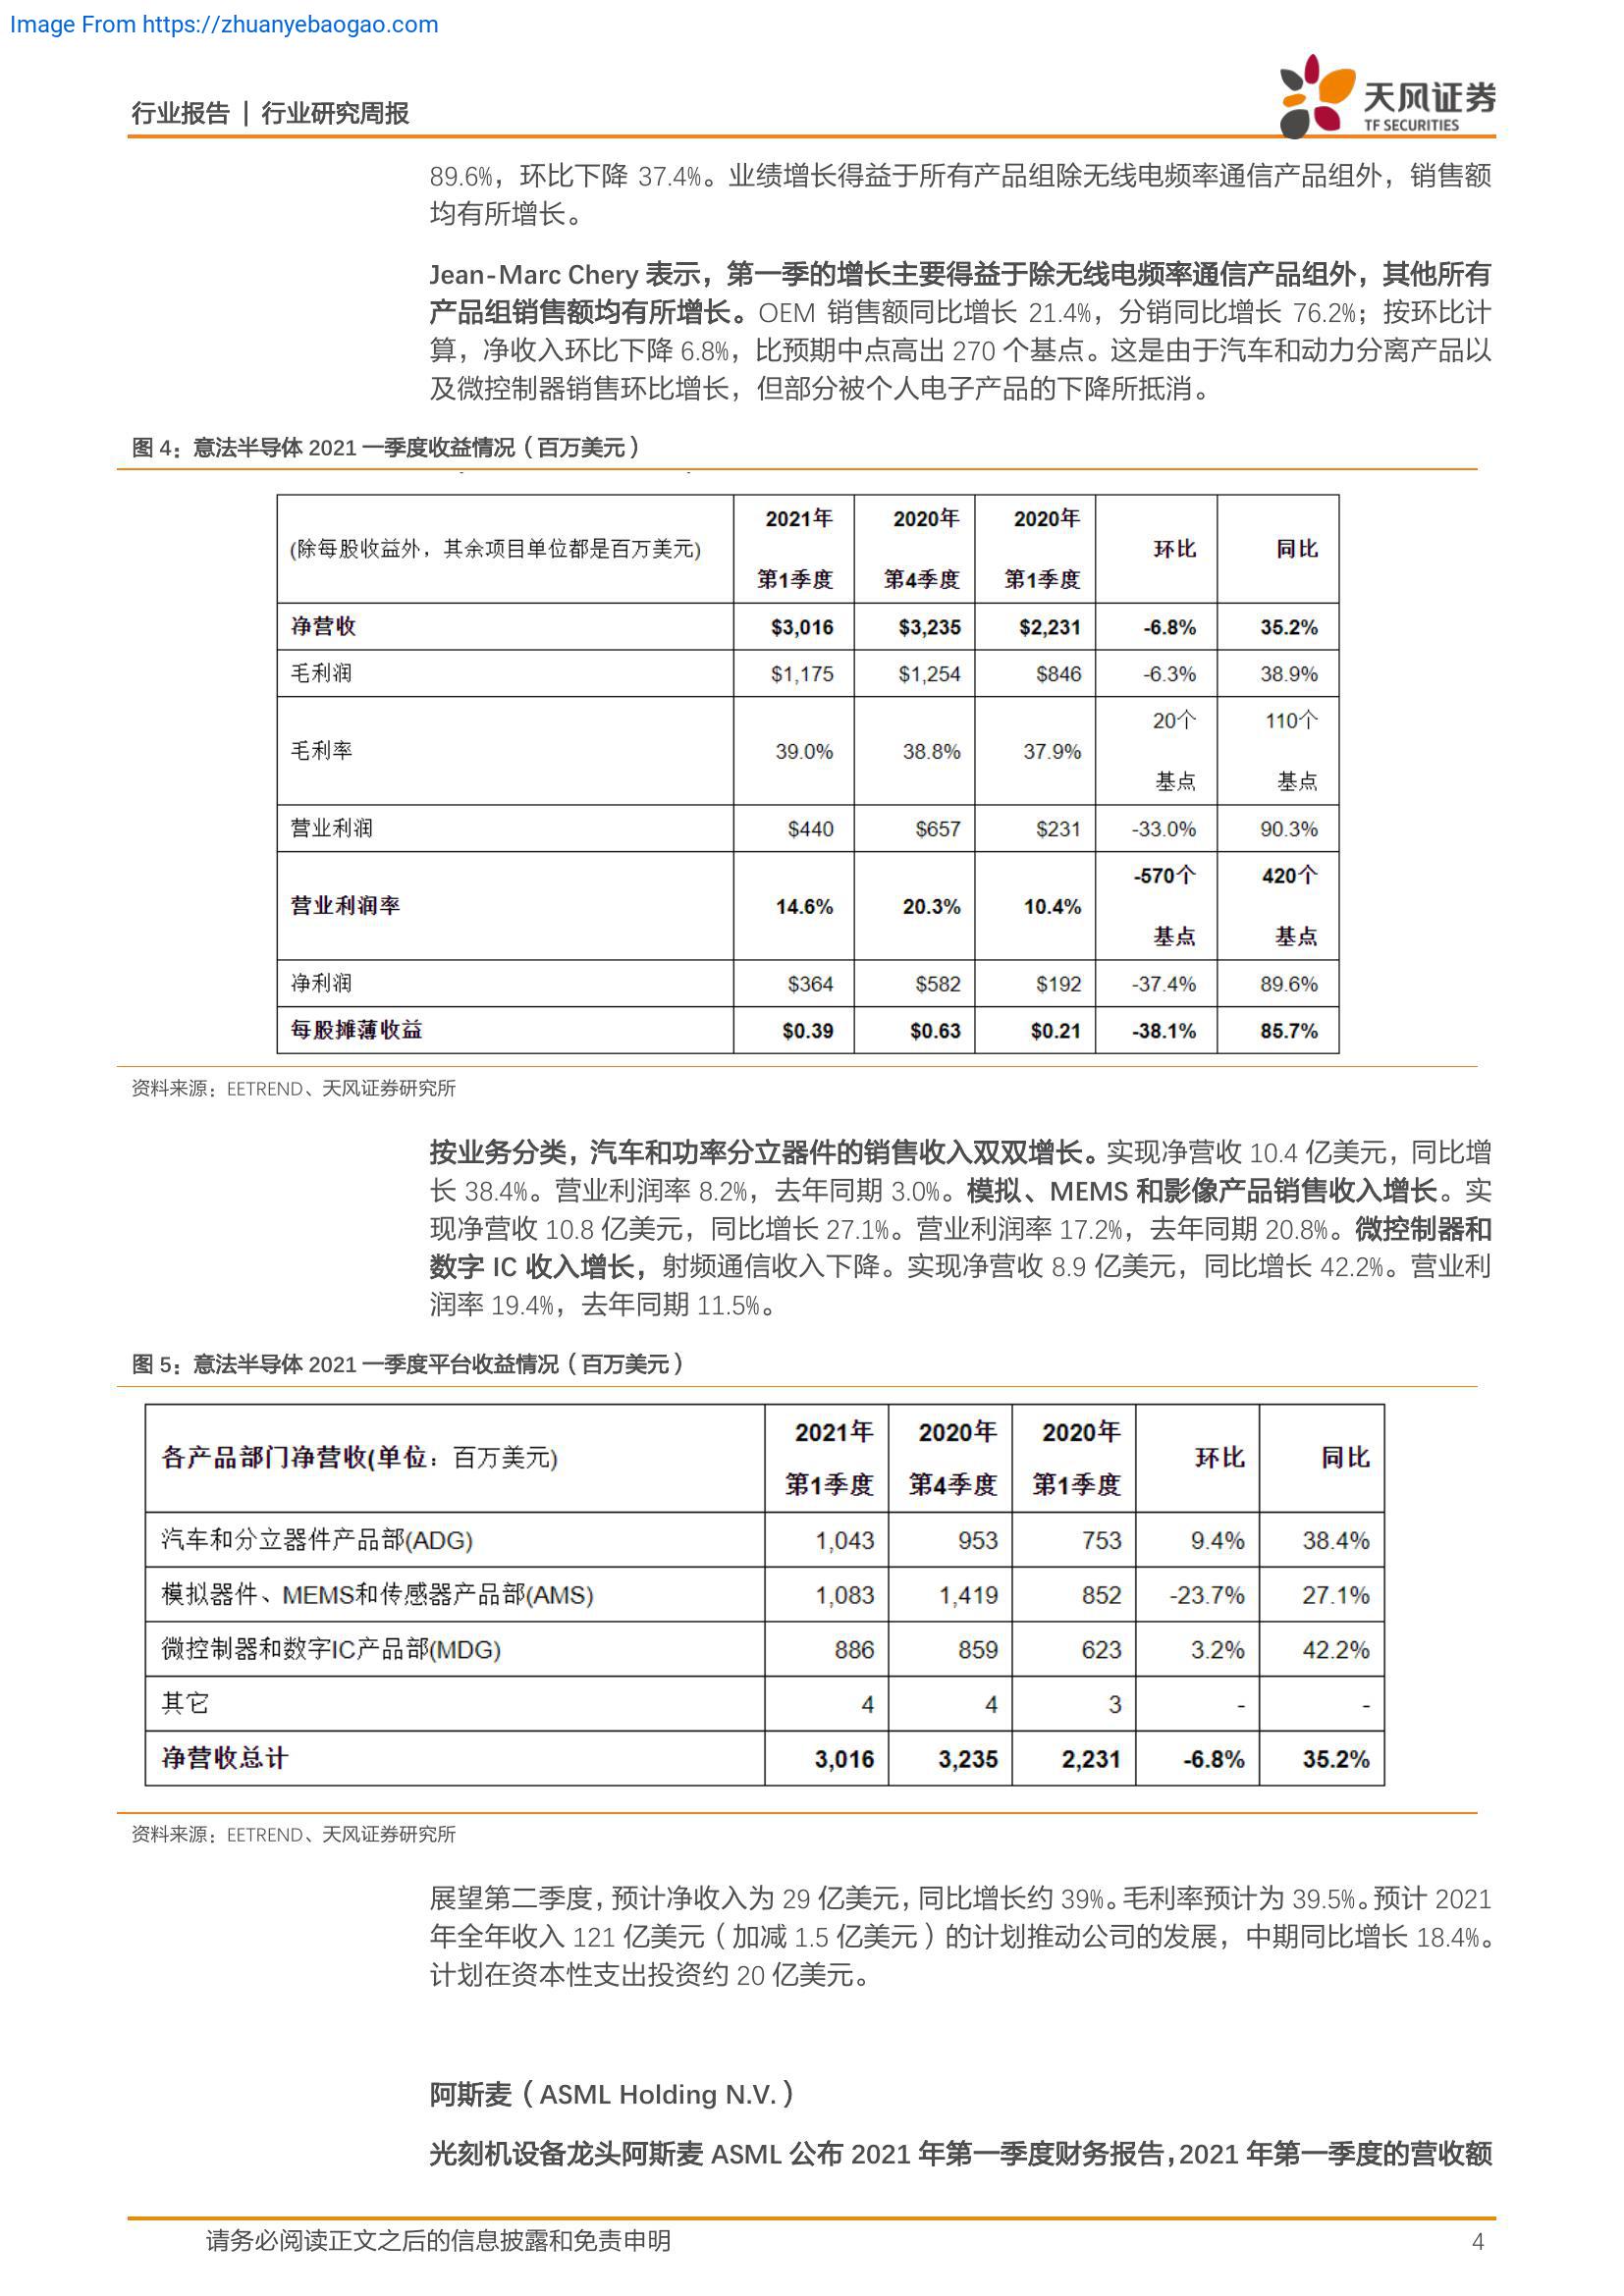 Image From https://zhuanyebaogao.com
行业报告 | 行业研究周报
天风证券
TF SECURITIES
89.6%，环比下降 37.4%。业绩增长得益于所有产品组除无线电频率通信产品组外，销售额
均有所增长。
Jean-Marc Chery 表示，第一季的增长主要得益于除无线电频率通信产品组外，其他所有
产品组销售额均有所增长。OEM 销售额同比增长 21.4%，分销同比增长 76.2%；按环比计
算，净收入环比下降 6.8%，比预期中点高出 270 个基点。这是由于汽车和动力分离产品以
及微控制器销售环比增长，但部分被个人电子产品的下降所抵消。
图 4：意法半导体 2021 一季度收益情况（百万美元）
(除每股收益外，其余项目单位都是百万美元) 2021年第1季度 2020年第4季度 2020年第1季度 环比 同比
净营收 $3,016 $3,235 $2,231 -6.8% 35.2%
毛利润 $1,175 $1,254 $846 -6.3% 38.9%
毛利率 39.0% 38.8% 37.9% 20个基点 110个基点
营业利润 $440 $657 $231 -33.0% 90.3%
营业利润率 14.6% 20.3% 10.4% -570个基点 420个基点
净利润 $364 $582 $192 -37.4% 89.6%
每股摊薄收益 $0.39 $0.63 $0.21 -38.1% 85.7%
资料来源：EETREND、天风证券研究所
按业务分类，汽车和功率分立器件的销售收入双双增长。实现净营收 10.4 亿美元，同比增
长 38.4%。营业利润率 8.2%，去年同期 3.0%。模拟、MEMS 和影像产品销售收入增长。实
现净营收 10.8 亿美元，同比增长 27.1%。营业利润率 17.2%，去年同期 20.8%。微控制器和
数字 IC 收入增长，射频通信收入下降。实现净营收 8.9 亿美元，同比增长 42.2%。营业利
润率 19.4%，去年同期 11.5%。
图 5：意法半导体 2021 一季度平台收益情况（百万美元）
各产品部门净营收(单位：百万美元) 2021年第1季度 2020年第4季度 2020年第1季度 环比 同比
汽车和分立器件产品部(ADG) 1,043 953 753 9.4% 38.4%
模拟器件、MEMS和传感器产品部(AMS) 1,083 1,419 852 -23.7% 27.1%
微控制器和数字IC产品部(MDG) 886 859 623 3.2% 42.2%
其它 4 4 3 - -
净营收总计 3,016 3,235 2,231 -6.8% 35.2%
资料来源：EETREND、天风证券研究所
展望第二季度，预计净收入为 29 亿美元，同比增长约 39%。毛利率预计为 39.5%。预计 2021
年全年收入 121 亿美元（加减 1.5 亿美元）的计划推动公司的发展，中期同比增长 18.4%。
计划在资本性支出投资约 20 亿美元。
阿斯麦（ASML Holding N.V.）
光刻机设备龙头阿斯麦 ASML 公布 2021 年第一季度财务报告，2021 年第一季度的营收额
请务必阅读正文之后的信息披露和免责申明 4